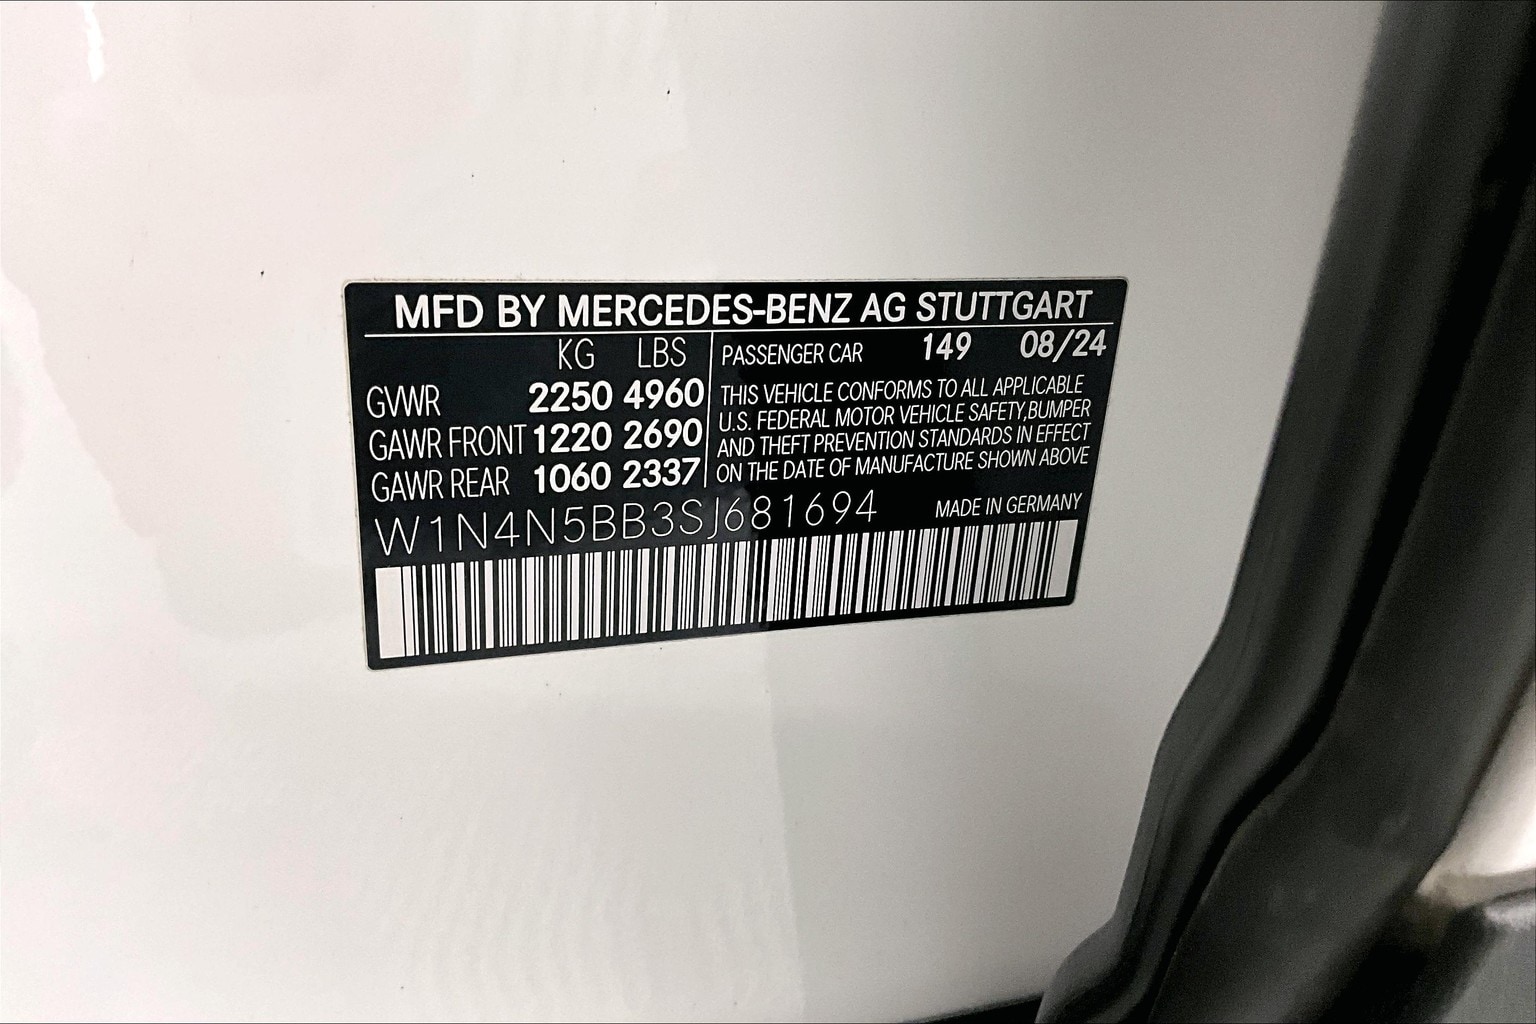 MFD BY MERCEDES-BENZ AG STUTTGART
KG LBS
GVWR 2250 4960
GAWR FRONT 1220 2690
GAWR REAR 1060 2337
PASSENGER CAR 149 08/24
THIS VEHICLE CONFORMS TO ALL APPLICABLE
U.S. FEDERAL MOTOR VEHICLE SAFETY,BUMPER
AND THEFT PREVENTION STANDARDS IN EFFECT
ON THE DATE OF MANUFACTURE SHOWN ABOVE
W1N4N5BB3SJ681694 MADE IN GERMANY